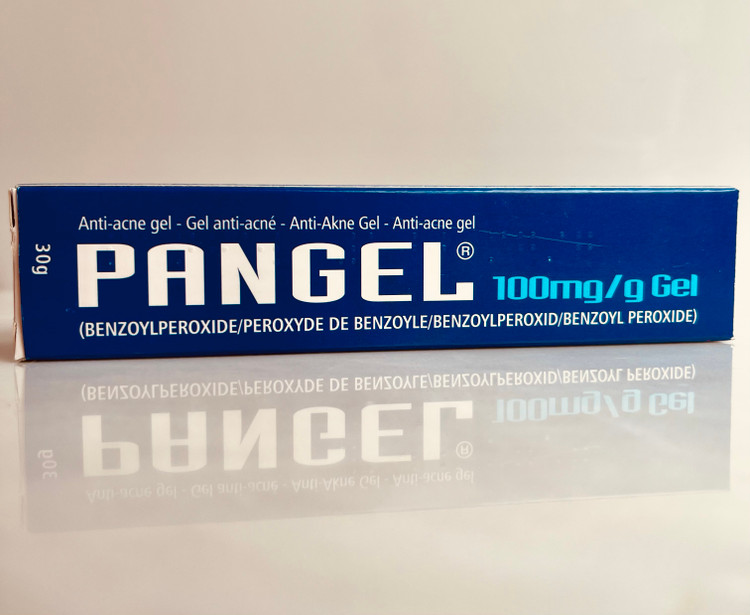 Anti-acne gel - Gel anti-acné - Anti-Akne Gel - Anti-acne gel
30g
PANGEL® 100mg/g Gel
(BENZOYLPEROXIDE/PEROXYDE DE BENZOYLE/BENZOYLPEROXID/BENZOYL PEROXIDE)